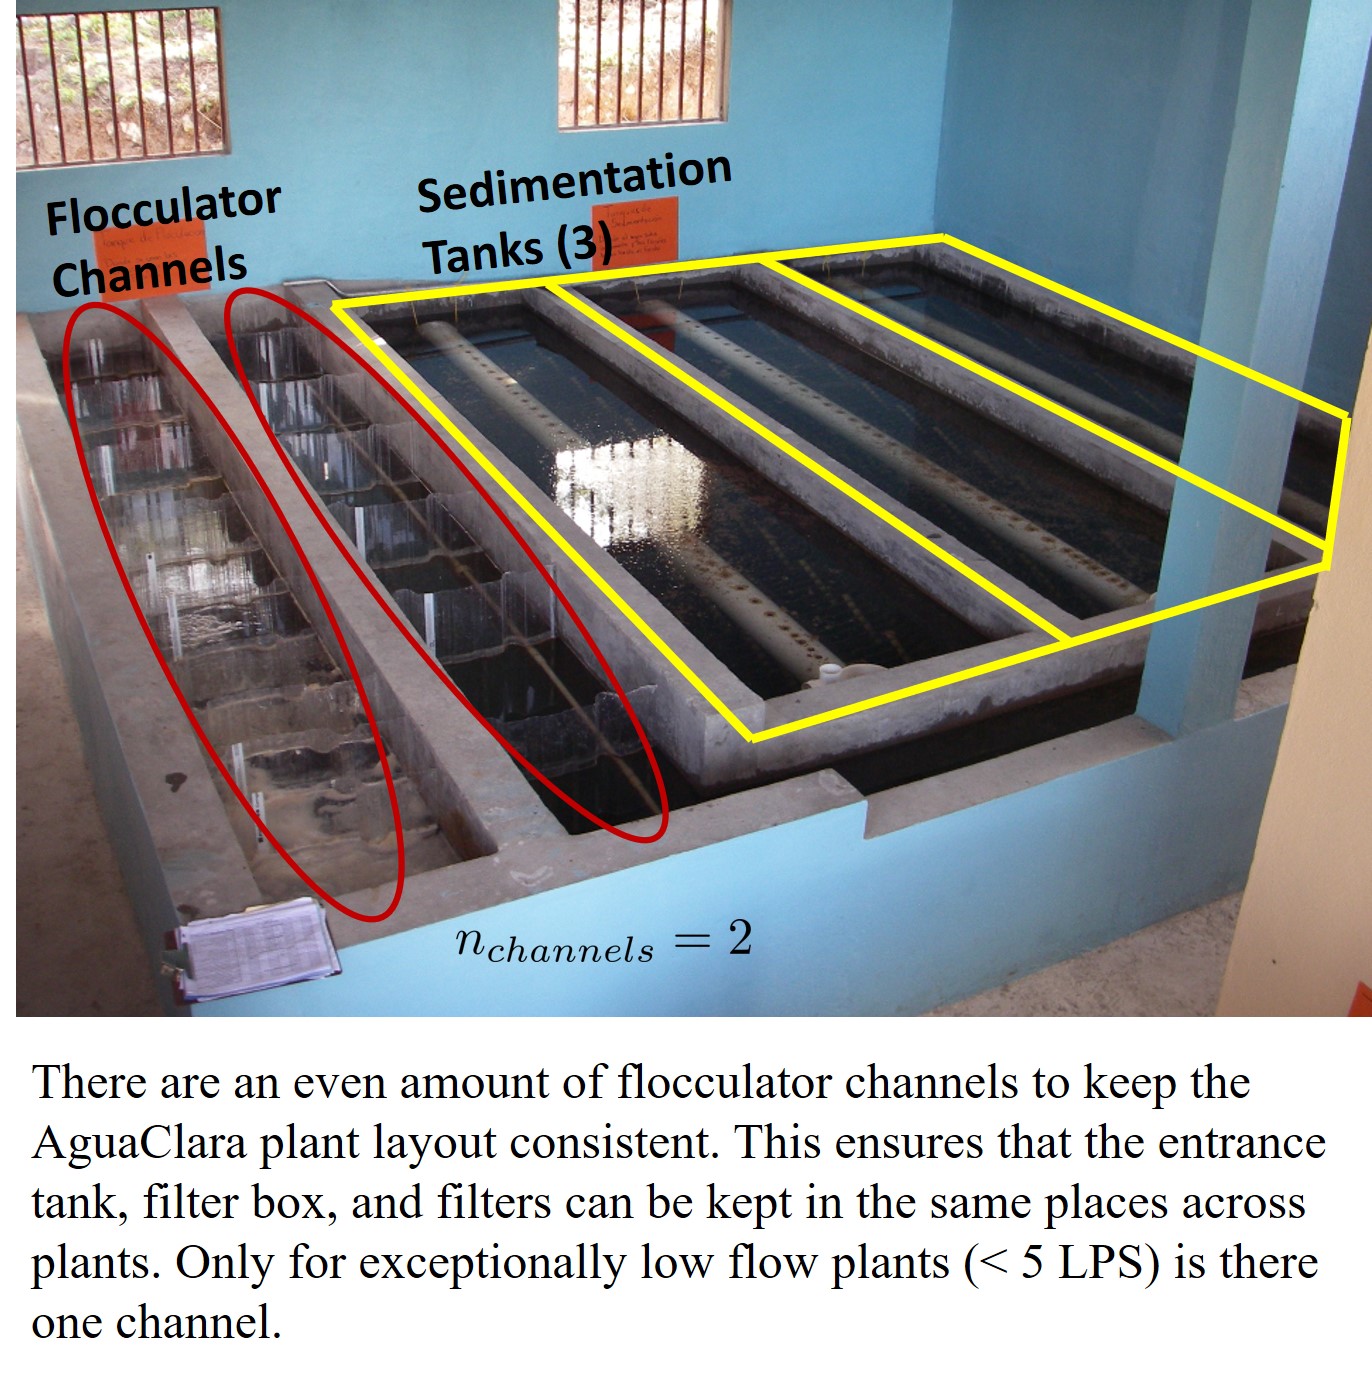 Flocculator
Channels
Sedimentation
Tanks (3)
n_channels = 2
There are an even amount of flocculator channels to keep the
AguaClara plant layout consistent. This ensures that the entrance
tank, filter box, and filters can be kept in the same places across
plants. Only for exceptionally low flow plants (< 5 LPS) is there
one channel.